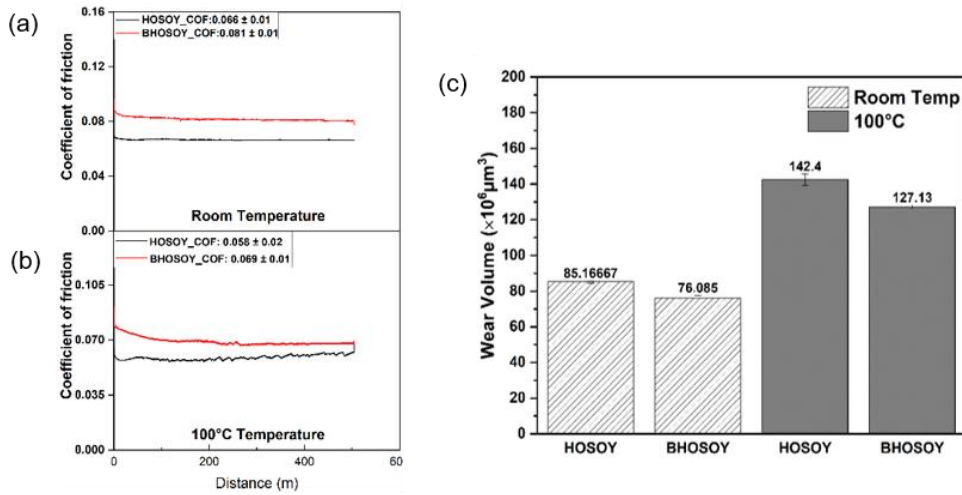 (a)
0.16
0.12
0.08
0.04
0.00
Coefficient of friction
HOSOY_COF:0.066 ± 0.01
BHOSOY_COF:0.081 ± 0.01
Room Temperature
(b)
0.105
0.070
0.035
0.000
Coefficient of friction
HOSOY_COF: 0.058 ± 0.02
BHOSOY_COF: 0.069 ± 0.01
100°C Temperature
0
200
400
60
Distance (m)
(c)
200
180
160
140
120
100
80
60
40
20
0
Wear Volume (×10⁶μm³)
Room Temp
100°C
85.16667
76.085
142.4
127.13
HOSOY
BHOSOY
HOSOY
BHOSOY